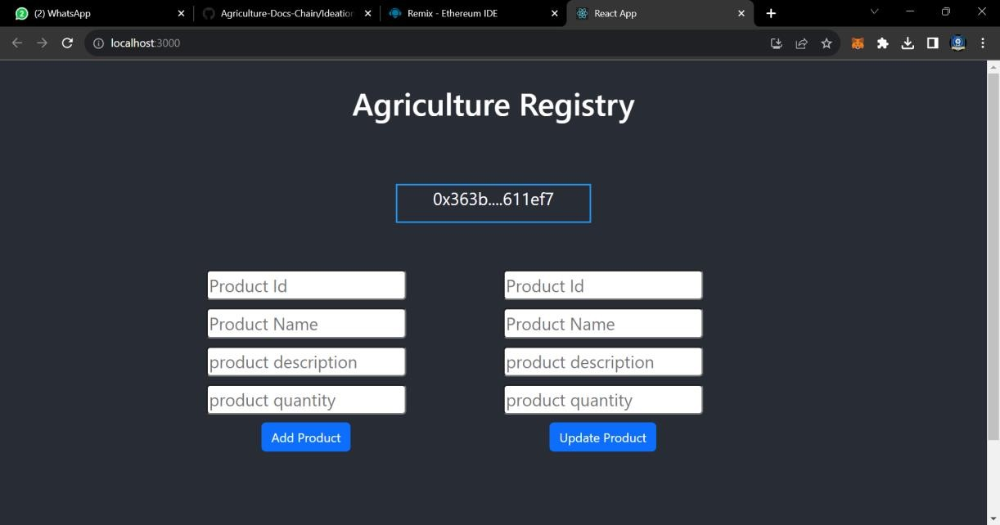 (2) WhatsApp
Agriculture-Docs-Chain/Ideation
Remix - Ethereum IDE
React App
localhost:3000
Agriculture Registry
0x363b....611ef7
Product Id
Product Id
Product Name
Product Name
product description
product description
product quantity
product quantity
Add Product
Update Product